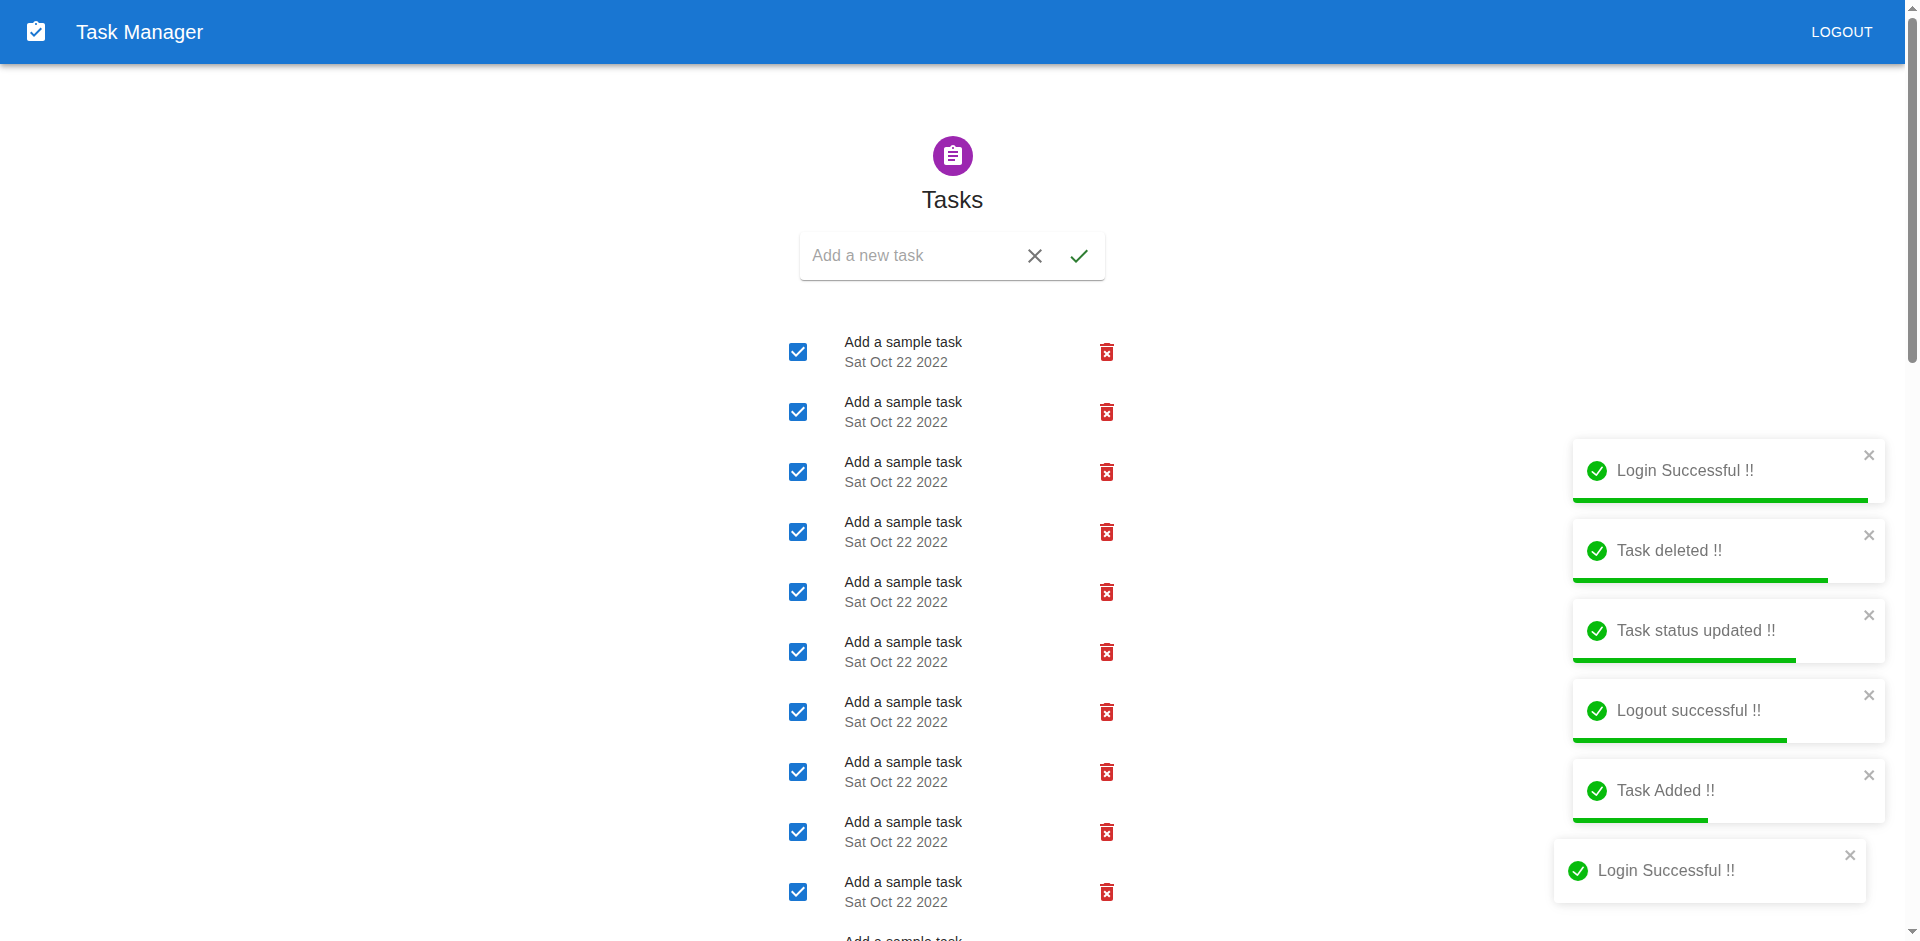 Task Manager
LOGOUT
Tasks
Add a new task
Add a sample task
Sat Oct 22 2022
Add a sample task
Sat Oct 22 2022
Add a sample task
Sat Oct 22 2022
Add a sample task
Sat Oct 22 2022
Add a sample task
Sat Oct 22 2022
Add a sample task
Sat Oct 22 2022
Add a sample task
Sat Oct 22 2022
Add a sample task
Sat Oct 22 2022
Add a sample task
Sat Oct 22 2022
Add a sample task
Sat Oct 22 2022
Add a sample task
Login Successful !!
Task deleted !!
Task status updated !!
Logout successful !!
Task Added !!
Login Successful !!